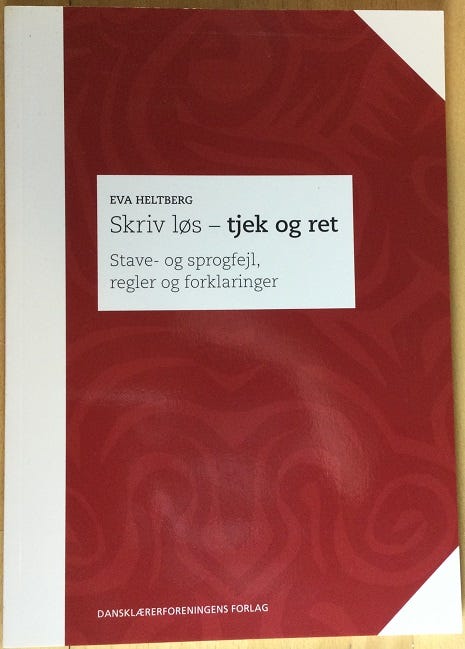 EVA HELTBERG
Skriv løs – tjek og ret
Stave- og sprogfejl,
regler og forklaringer
DANSKLÆRERFORENINGENS FORLAG